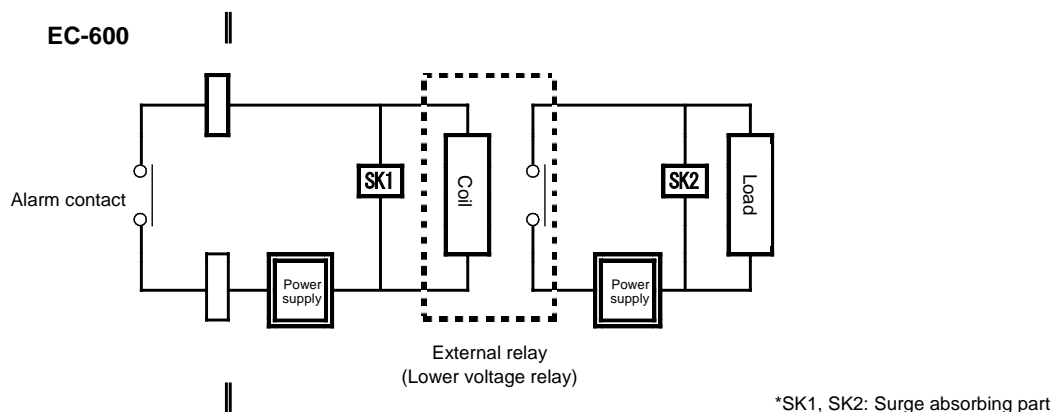 EC-600
Alarm contact
SK1
Coil
SK2
Load
Power
supply
Power
supply
External relay
(Lower voltage relay)
*SK1, SK2: Surge absorbing part